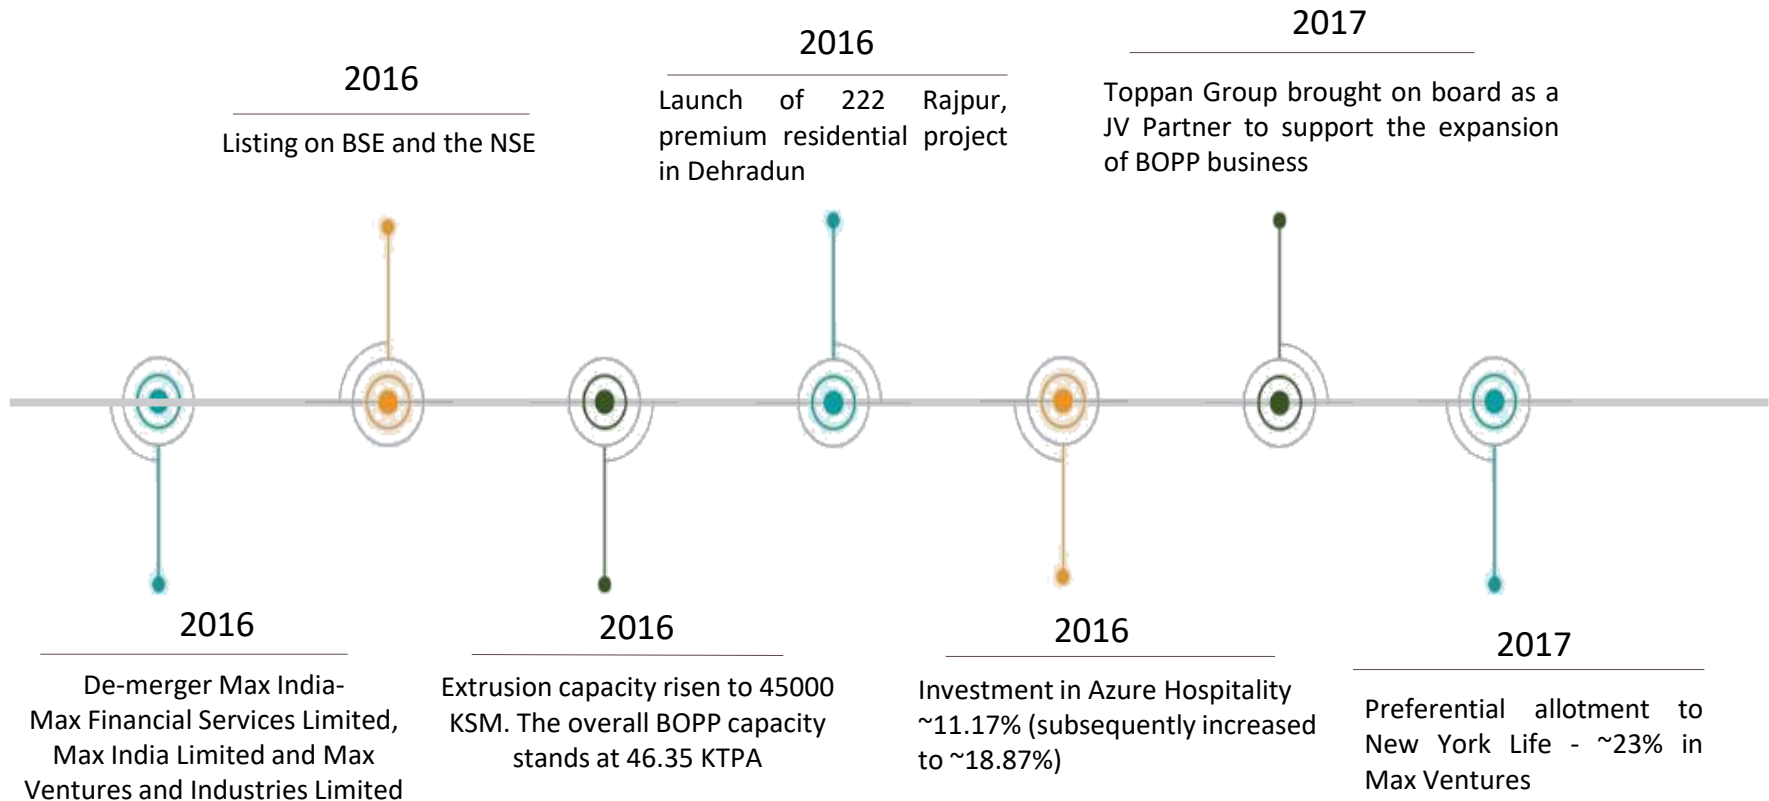 2016
Listing on BSE and the NSE
2016
Launch of 222 Rajpur,
premium residential project
in Dehradun
2017
Toppan Group brought on board as a
JV Partner to support the expansion
of BOPP business
2016
De-merger Max India-
Max Financial Services Limited,
Max India Limited and Max
Ventures and Industries Limited
2016
Extrusion capacity risen to 45000
KSM. The overall BOPP capacity
stands at 46.35 KTPA
2016
Investment in Azure Hospitality
~11.17% (subsequently increased
to ~18.87%)
2017
Preferential allotment to
New York Life - ~23% in
Max Ventures